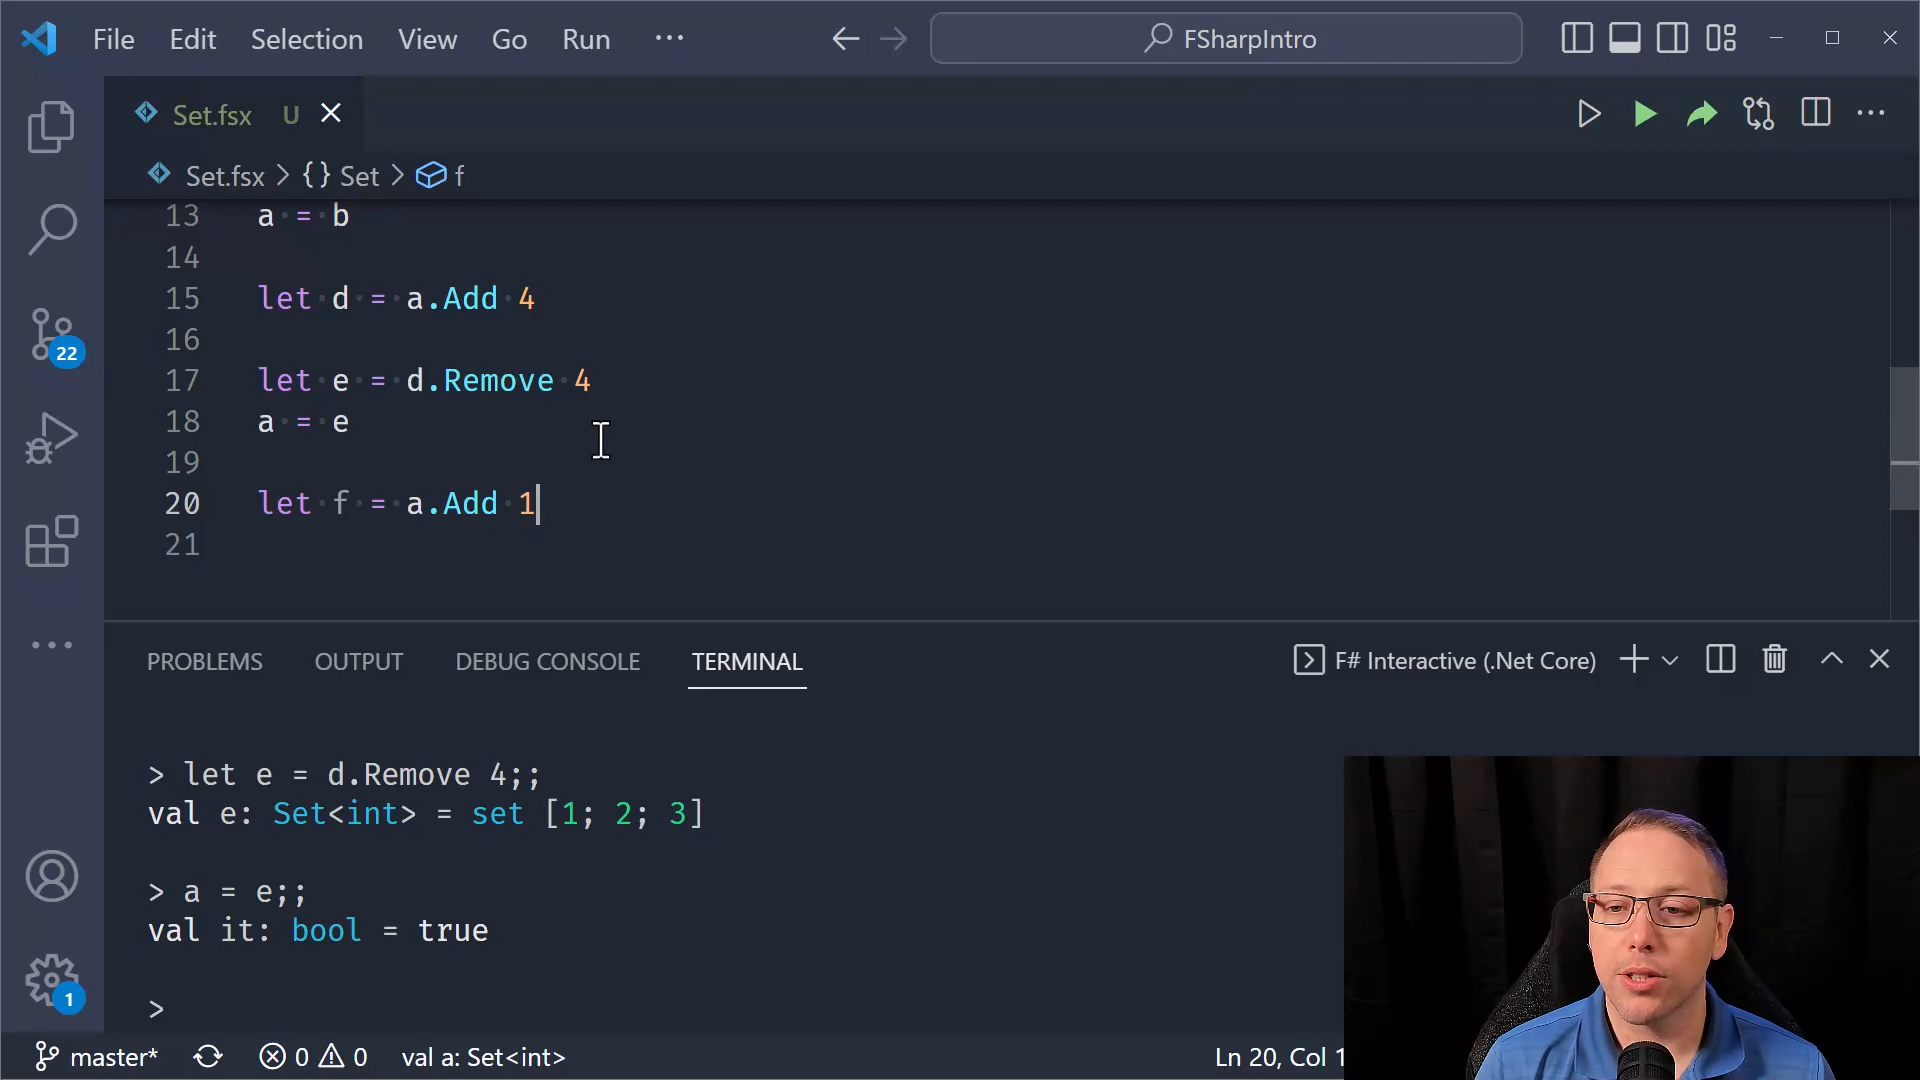 File Edit Selection View Go Run ··· FSharpIntro
Set.fsx U
Set.fsx > {} Set > f
13 a = b
14
15 let d = a.Add 4
16
17 let e = d.Remove 4
18 a = e
19
20 let f = a.Add 1
21
22
PROBLEMS OUTPUT DEBUG CONSOLE TERMINAL F# Interactive (.Net Core)
> let e = d.Remove 4;;
val e: Set<int> = set [1; 2; 3]
> a = e;;
val it: bool = true
>
1
master* 0 0 val a: Set<int> Ln 20, Col 1